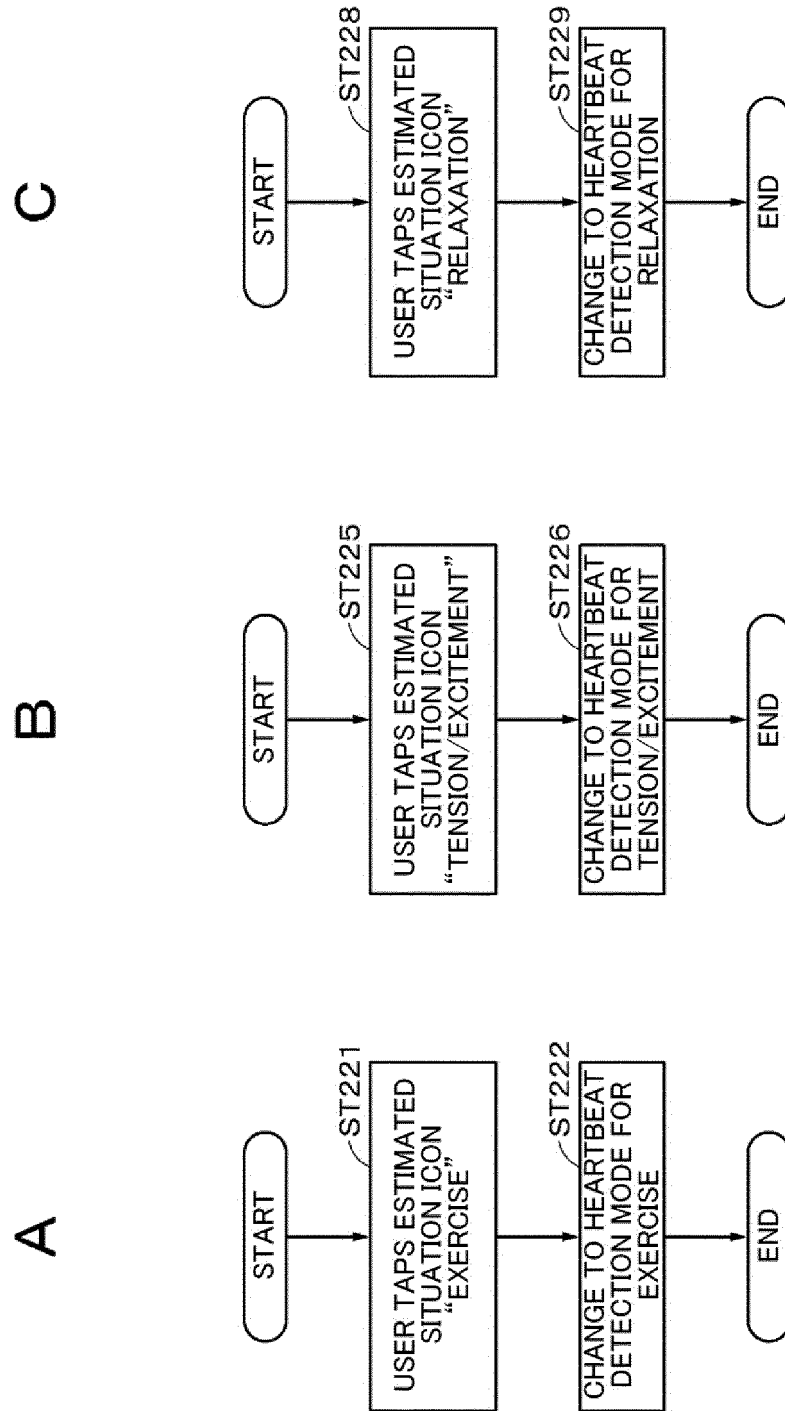 A
START
ST221
USER TAPS ESTIMATED
SITUATION ICON
“EXERCISE”
ST222
CHANGE TO HEARTBEAT
DETECTION MODE FOR
EXERCISE
END
B
START
ST225
USER TAPS ESTIMATED
SITUATION ICON
“TENSION/EXCITEMENT”
ST226
CHANGE TO HEARTBEAT
DETECTION MODE FOR
TENSION/EXCITEMENT
END
C
START
ST228
USER TAPS ESTIMATED
SITUATION ICON
“RELAXATION”
ST229
CHANGE TO HEARTBEAT
DETECTION MODE FOR
RELAXATION
END